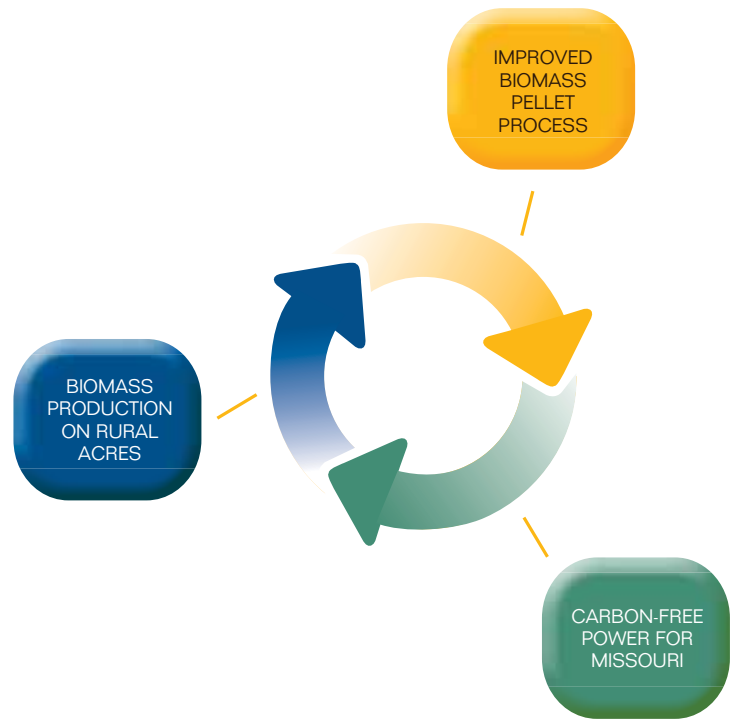 IMPROVED
BIOMASS
PELLET
PROCESS
BIOMASS
PRODUCTION
ON RURAL
ACRES
CARBON-FREE
POWER FOR
MISSOURI